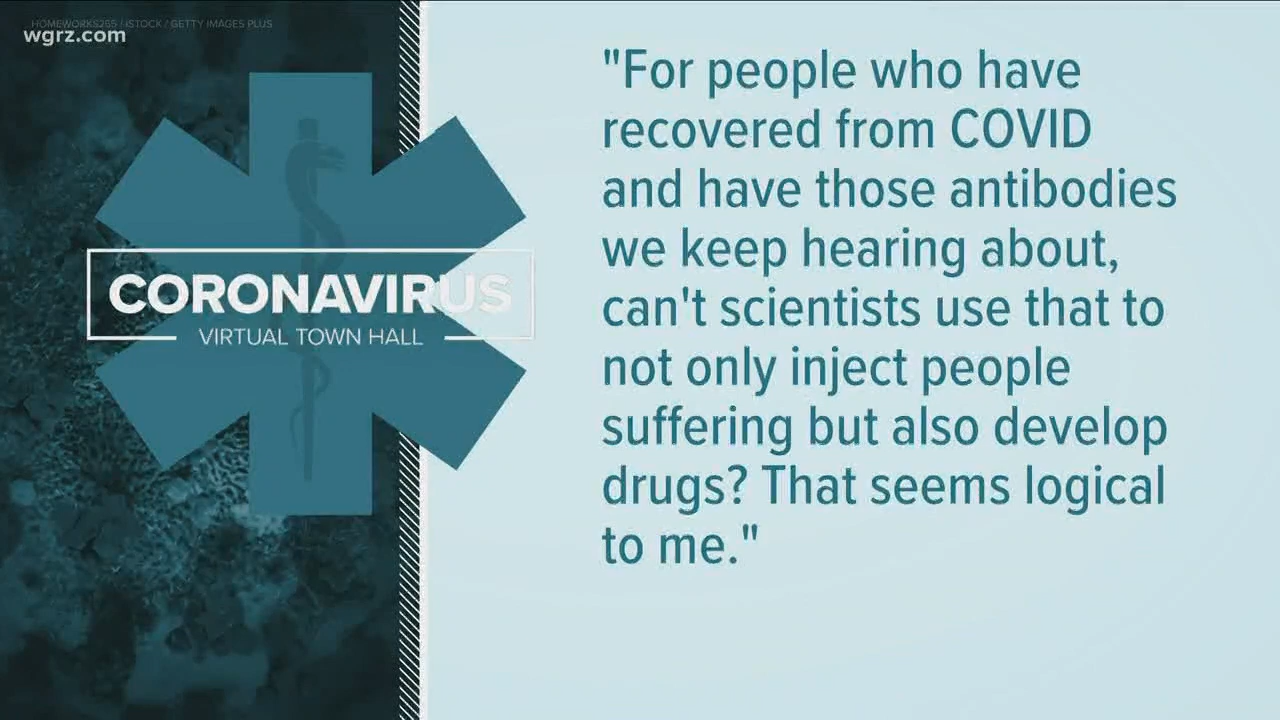 HOMEWORKS255 / ISTOCK / GETTY IMAGES PLUS
wgrz.com
CORONAVIRUS
VIRTUAL TOWN HALL
"For people who have
recovered from COVID
and have those antibodies
we keep hearing about,
can't scientists use that to
not only inject people
suffering but also develop
drugs? That seems logical
to me."